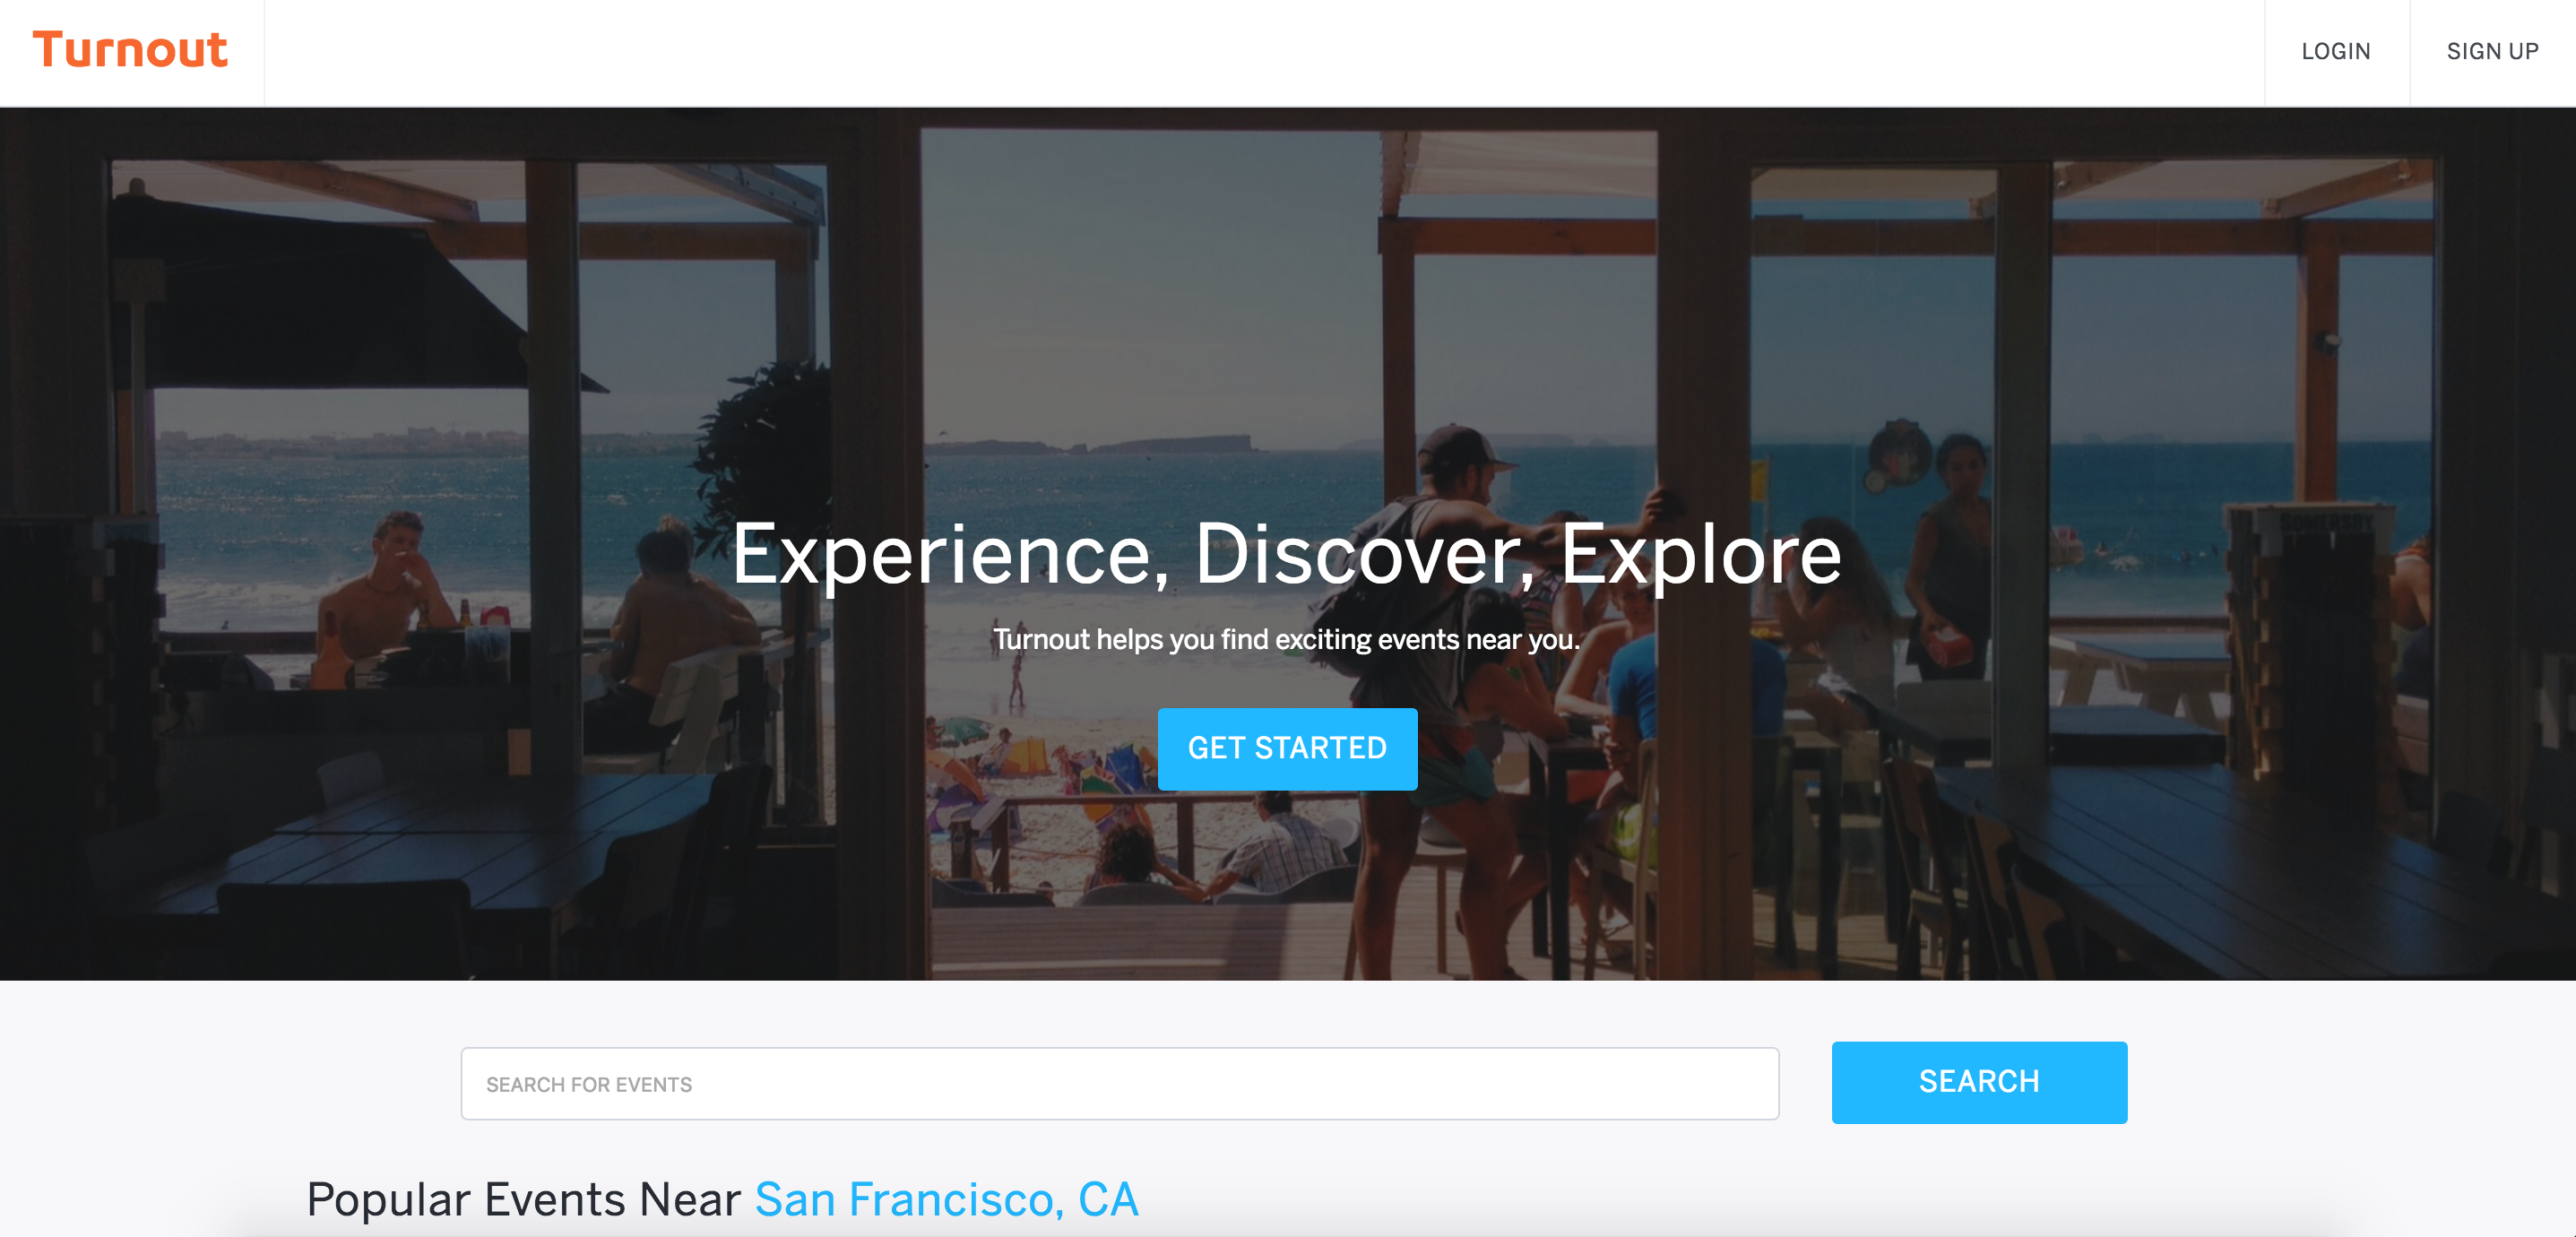 Turnout
LOGIN
SIGN UP
SOMERSBY
Experience, Discover, Explore
Turnout helps you find exciting events near you.
GET STARTED
SEARCH FOR EVENTS
SEARCH
Popular Events Near San Francisco, CA